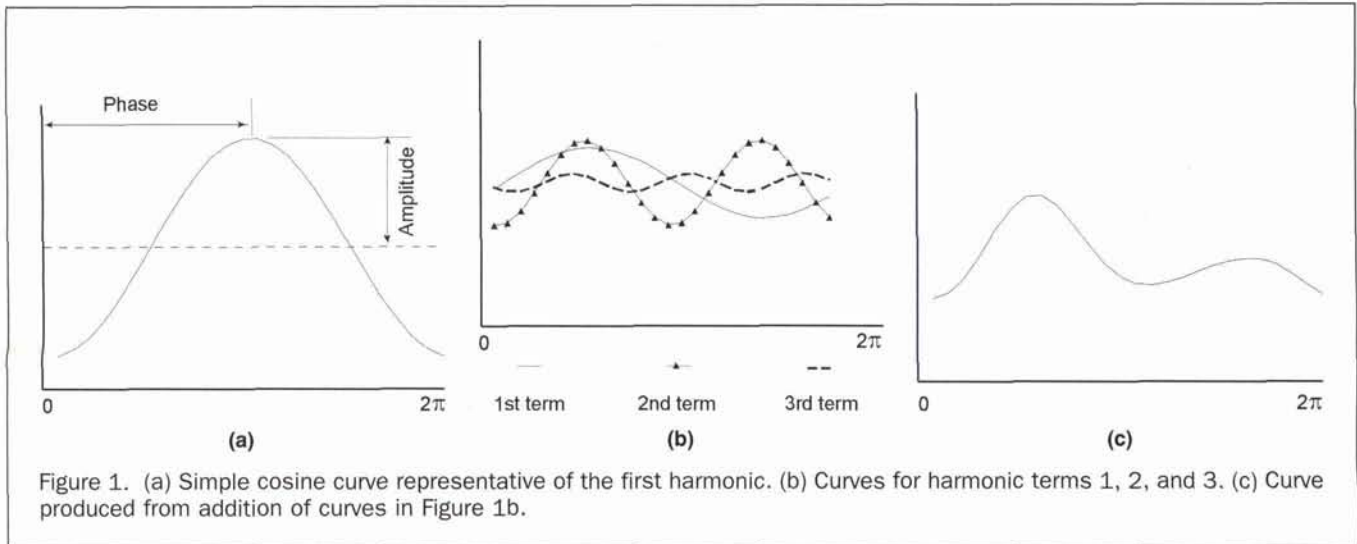 Phase
Amplitude
0
2π
(a)
0
2π
1st term
2nd term
3rd term
(b)
0
2π
(c)
Figure 1. (a) Simple cosine curve representative of the first harmonic. (b) Curves for harmonic terms 1, 2, and 3. (c) Curve
produced from addition of curves in Figure 1b.